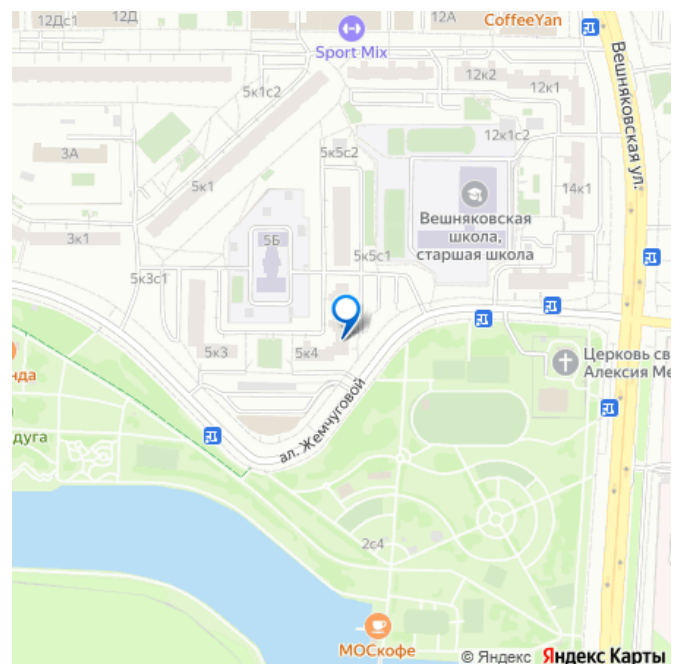 12Дс1
12Д
12А
CoffeeYan
Sport Mix
12к2
12к1
5к1с2
Вешняковская ул.
12к1с2
3А
5к5с2
5к1
14к1
Вешняковская
школа,
старшая школа
3к1
5Б
5к5с1
5к3с1
5к3
5к4
Церковь св
Алексия Ме
нда
ал. Жемчуговой
дуга
2с4
МОСкофе
© Яндекс Яндекс Карты